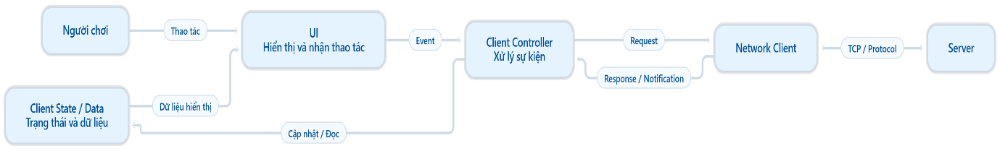 Người chơi
Thao tác
UI
Hiển thị và nhận thao tác
Event
Client Controller
Xử lý sự kiện
Request
Response / Notification
Network Client
TCP / Protocol
Server
Client State / Data
Trạng thái và dữ liệu
Dữ liệu hiển thị
Cập nhật / Đọc